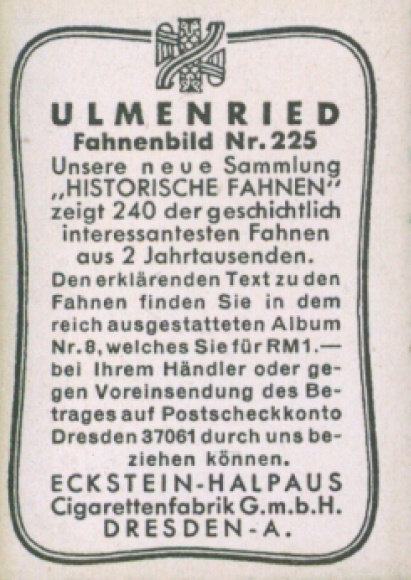 ULMENRIED
Fahnenbild Nr. 225
Unsere neue Sammlung
„HISTORISCHE FAHNEN“
zeigt 240 der geschichtlich
interessantesten Fahnen
aus 2 Jahrtausenden.
Den erklärenden Text zu den
Fahnen finden Sie in dem
reich ausgestatteten Album
Nr. 8, welches Sie für RM 1.—
bei Ihrem Händler oder ge-
gen Voreinsendung des Be-
trages auf Postscheckkonto
Dresden 37061 durch uns be-
ziehen können.
ECKSTEIN-HALPAUS
Cigarettenfabrik G.m.b.H.
DRESDEN-A.